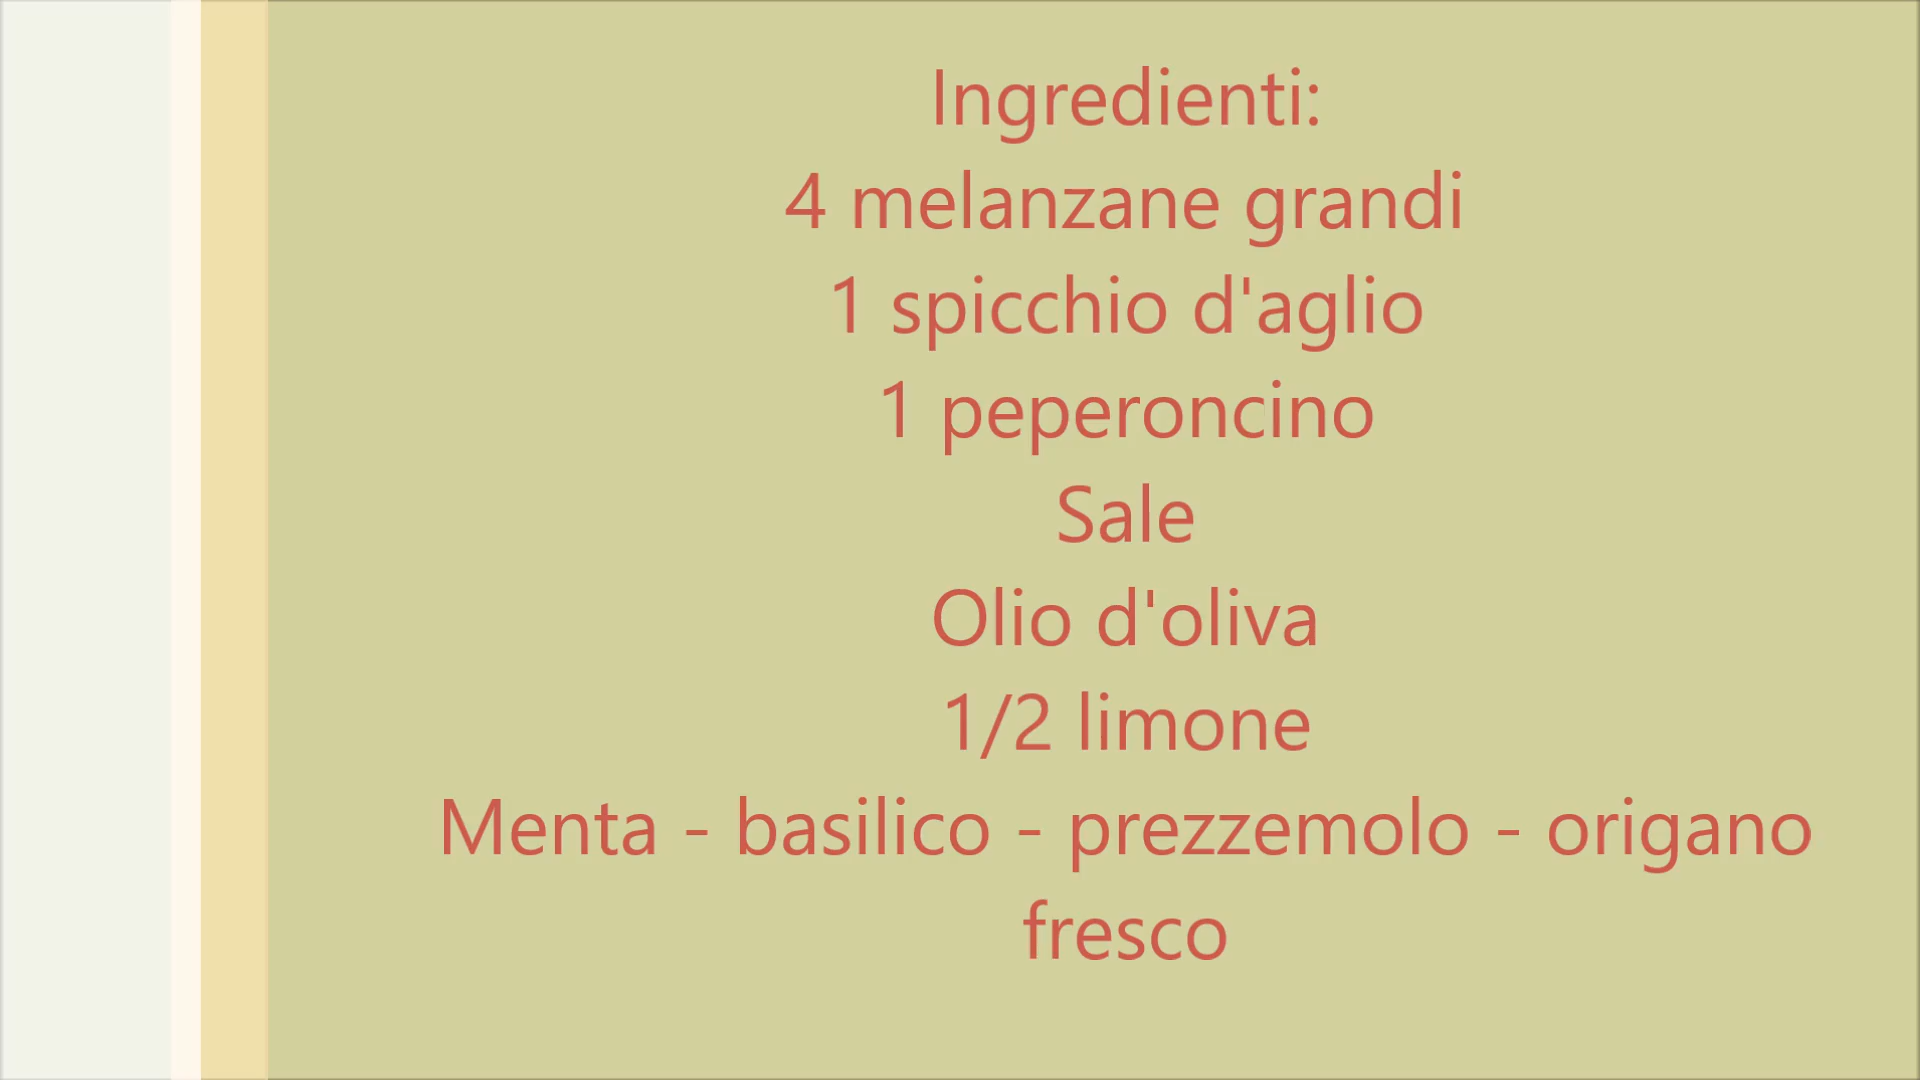 Ingredienti:
4 melanzane grandi
1 spicchio d'aglio
1 peperoncino
Sale
Olio d'oliva
1/2 limone
Menta - basilico - prezzemolo - origano
fresco